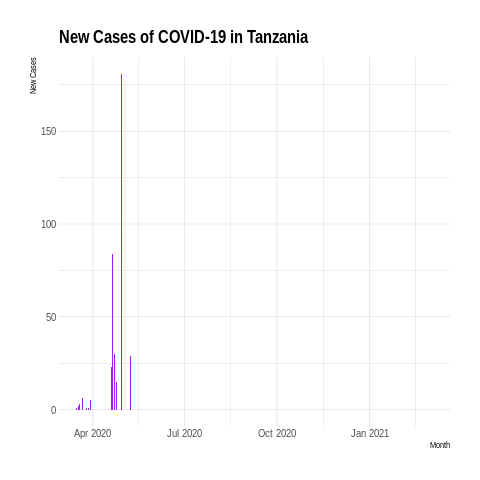 New Cases of COVID-19 in Tanzania
New Cases
150
100
50
0
Apr 2020 Jul 2020 Oct 2020 Jan 2021
Month